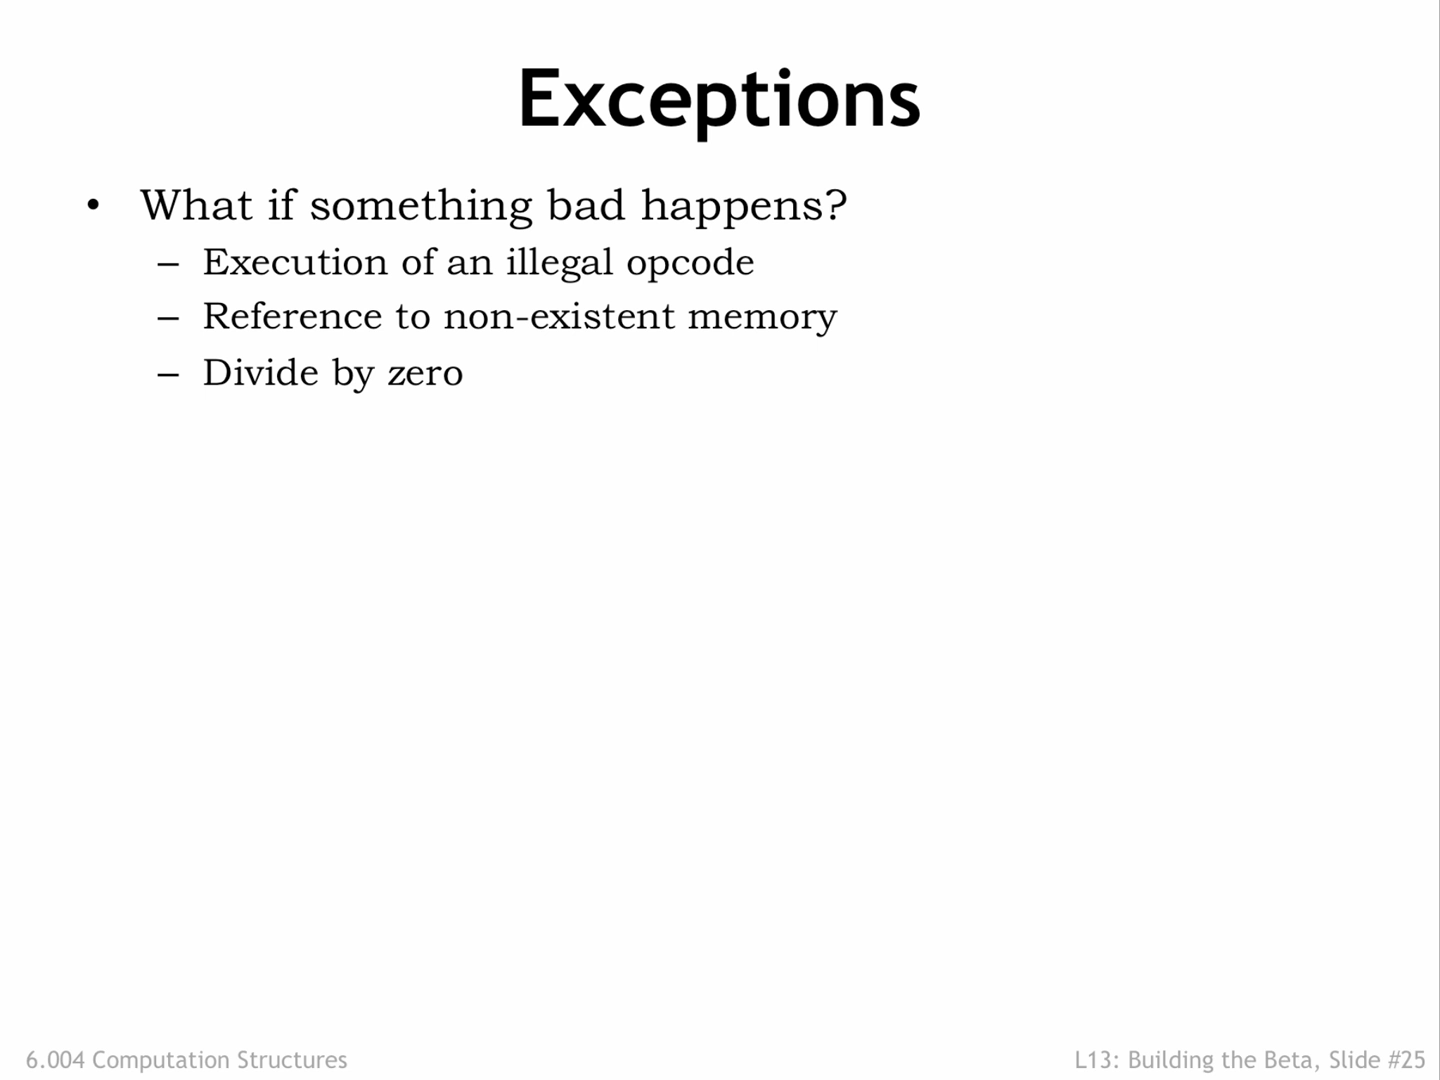 Exceptions
• What if something bad happens?
– Execution of an illegal opcode
– Reference to non-existent memory
– Divide by zero
6.004 Computation Structures
L13: Building the Beta, Slide #25